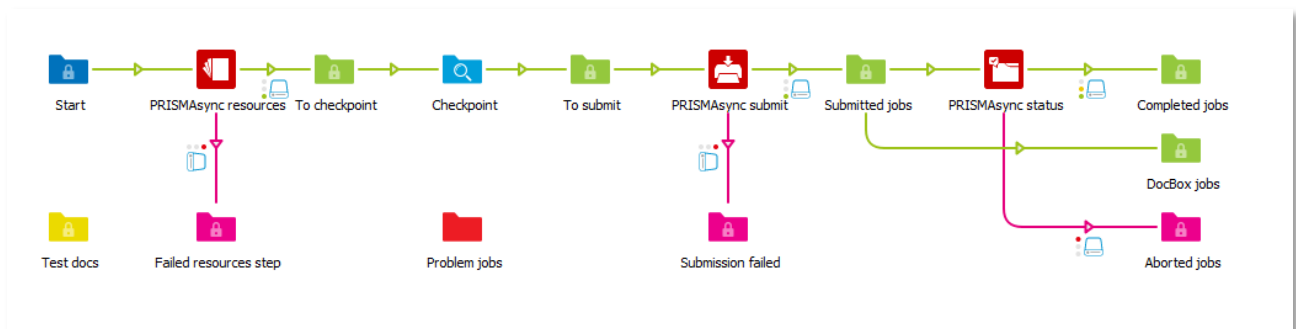 Start
PRISMAsync resources
To checkpoint
Checkpoint
To submit
PRISMAsync submit
Submitted jobs
PRISMAsync status
Completed jobs
DocBox jobs
Test docs
Failed resources step
Problem jobs
Submission failed
Aborted jobs